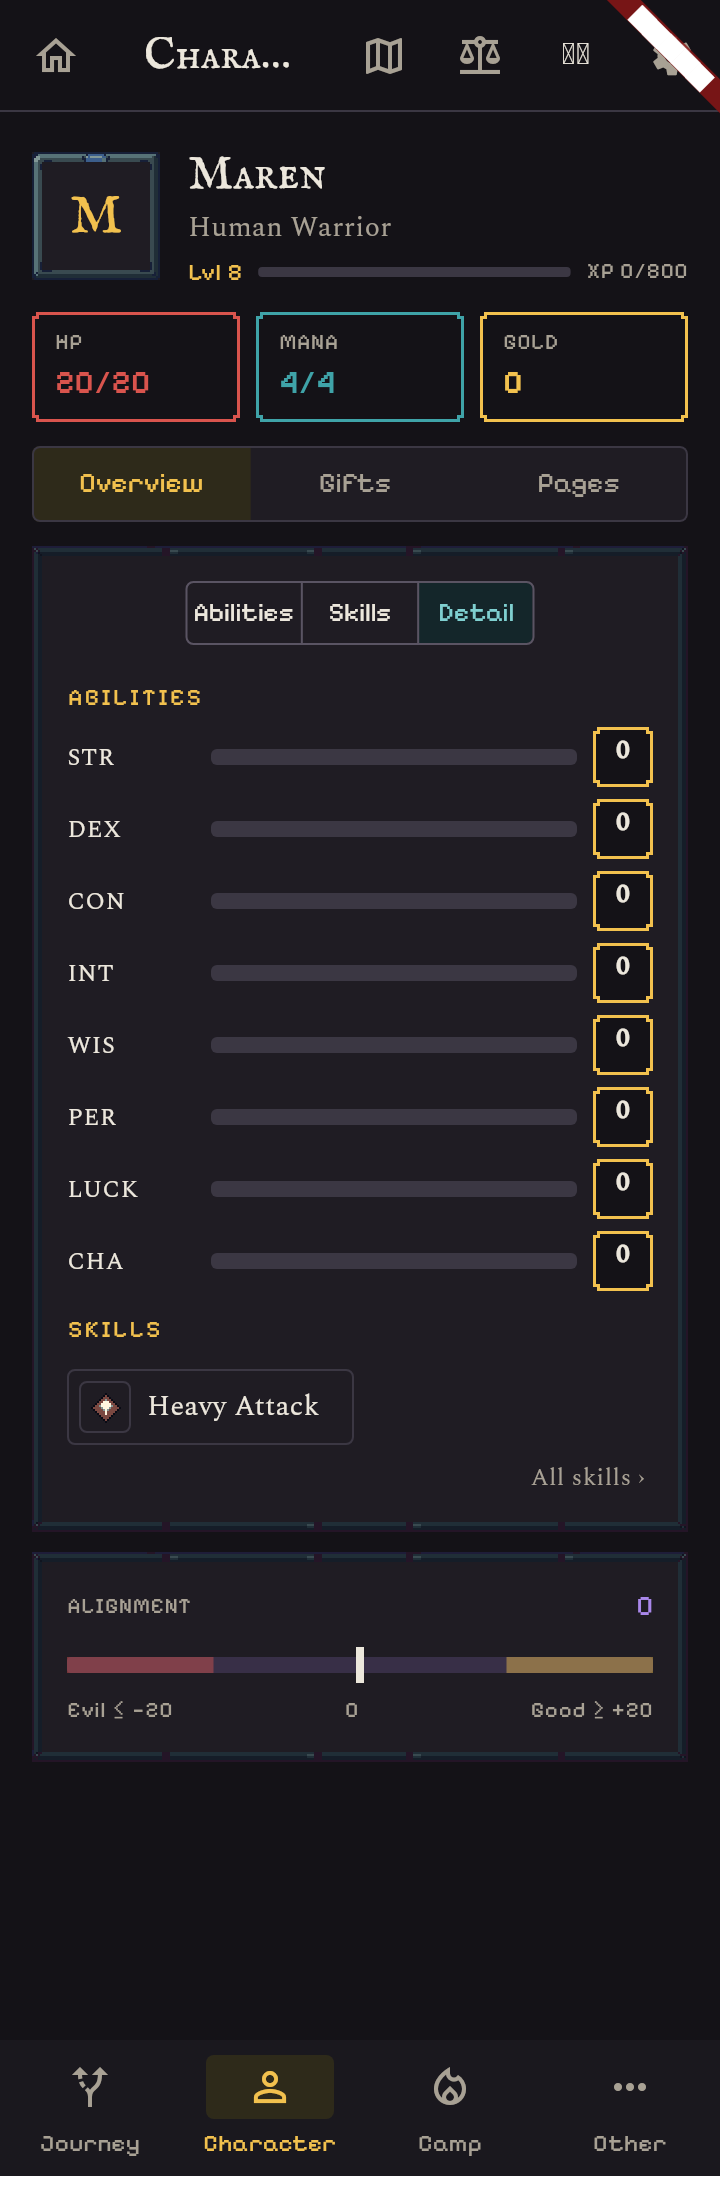 Chara...
M
Maren
Human Warrior
Lvl 8
XP 0/800
HP
MANA
GOLD
80/80
4/4
0
Overview
Gifts
Pages
Abilities
Skills
Detail
ABILITIES
STR
0
DEX
0
CON
0
INT
0
WIS
0
PER
0
LUCK
0
CHA
0
SKILLS
Heavy Attack
All skills ›
ALIGNMENT
0
Evil ≤ -20
0
Good ≥ +20
Journey
Character
Camp
Other